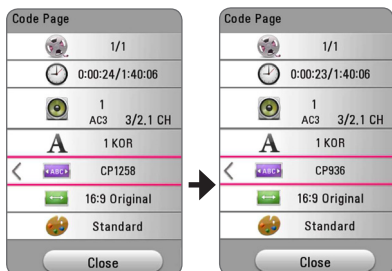 Code Page
1/1
0:00:24/1:40:06
1
AC3 3/2.1 CH
A 1 KOR
ABC CP1258
16:9 Original
Standard
Close
Code Page
1/1
0:00:23/1:40:06
1
AC3 3/2.1 CH
A 1 KOR
ABC CP936
16:9 Original
Standard
Close